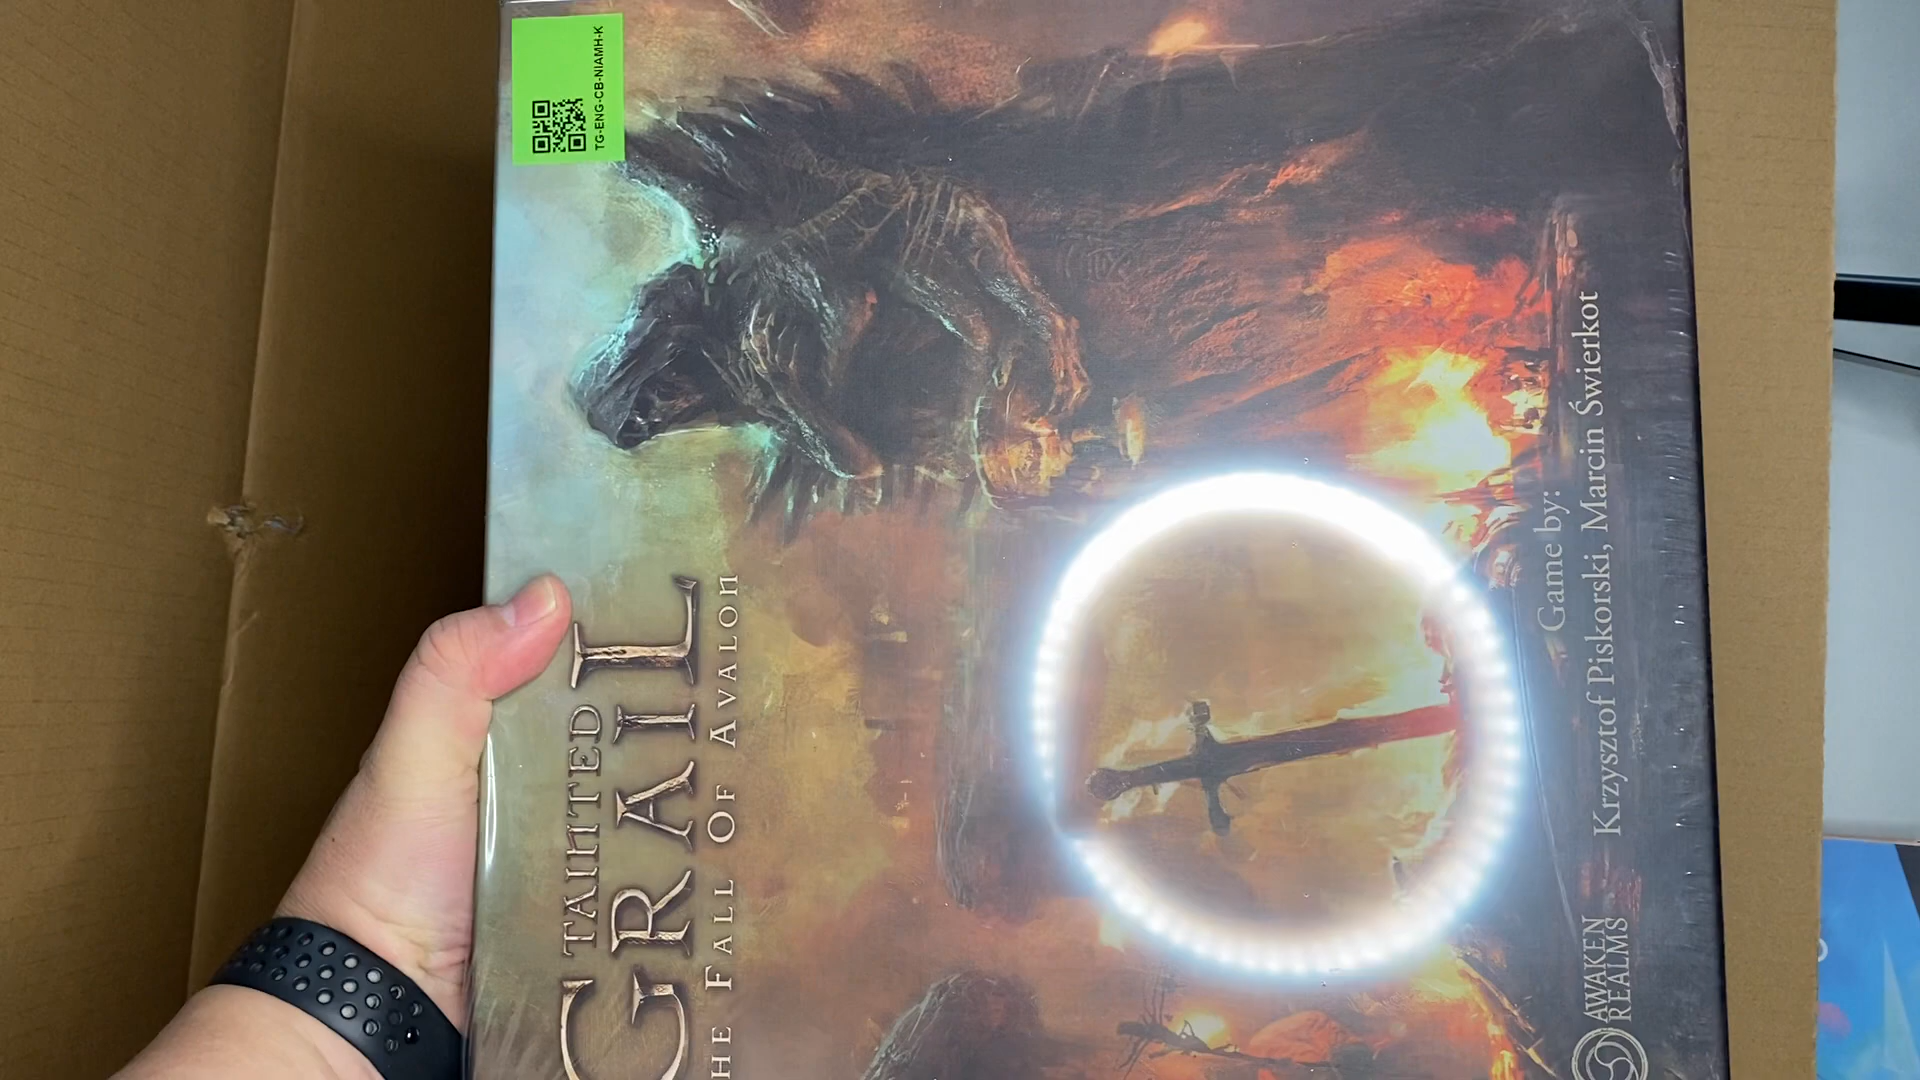 TG-ENG-CB-NIAMH-K
TAINTED
GRAIL
HE FALL OF AVALON
Game by:
Krzysztof Piskorski, Marcin Świerkot
AWAKEN
REALMS